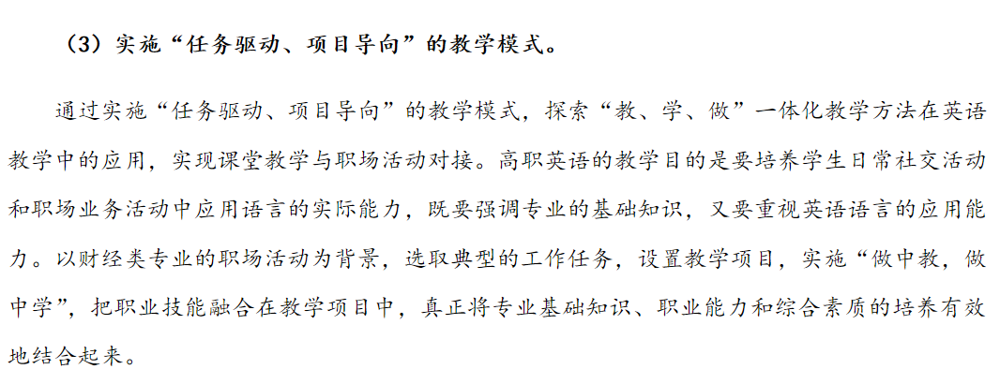 （3）实施“任务驱动、项目导向”的教学模式。
通过实施“任务驱动、项目导向”的教学模式，探索“教、学、做”一体化教学方法在英语
教学中的应用，实现课堂教学与职场活动对接。高职英语的教学目的是要培养学生日常社交活动
和职场业务活动中应用语言的实际能力，既要强调专业的基础知识，又要重视英语语言的应用能
力。以财经类专业的职场活动为背景，选取典型的工作任务，设置教学项目，实施“做中教，做
中学”，把职业技能融合在教学项目中，真正将专业基础知识、职业能力和综合素质的培养有效
地结合起来。